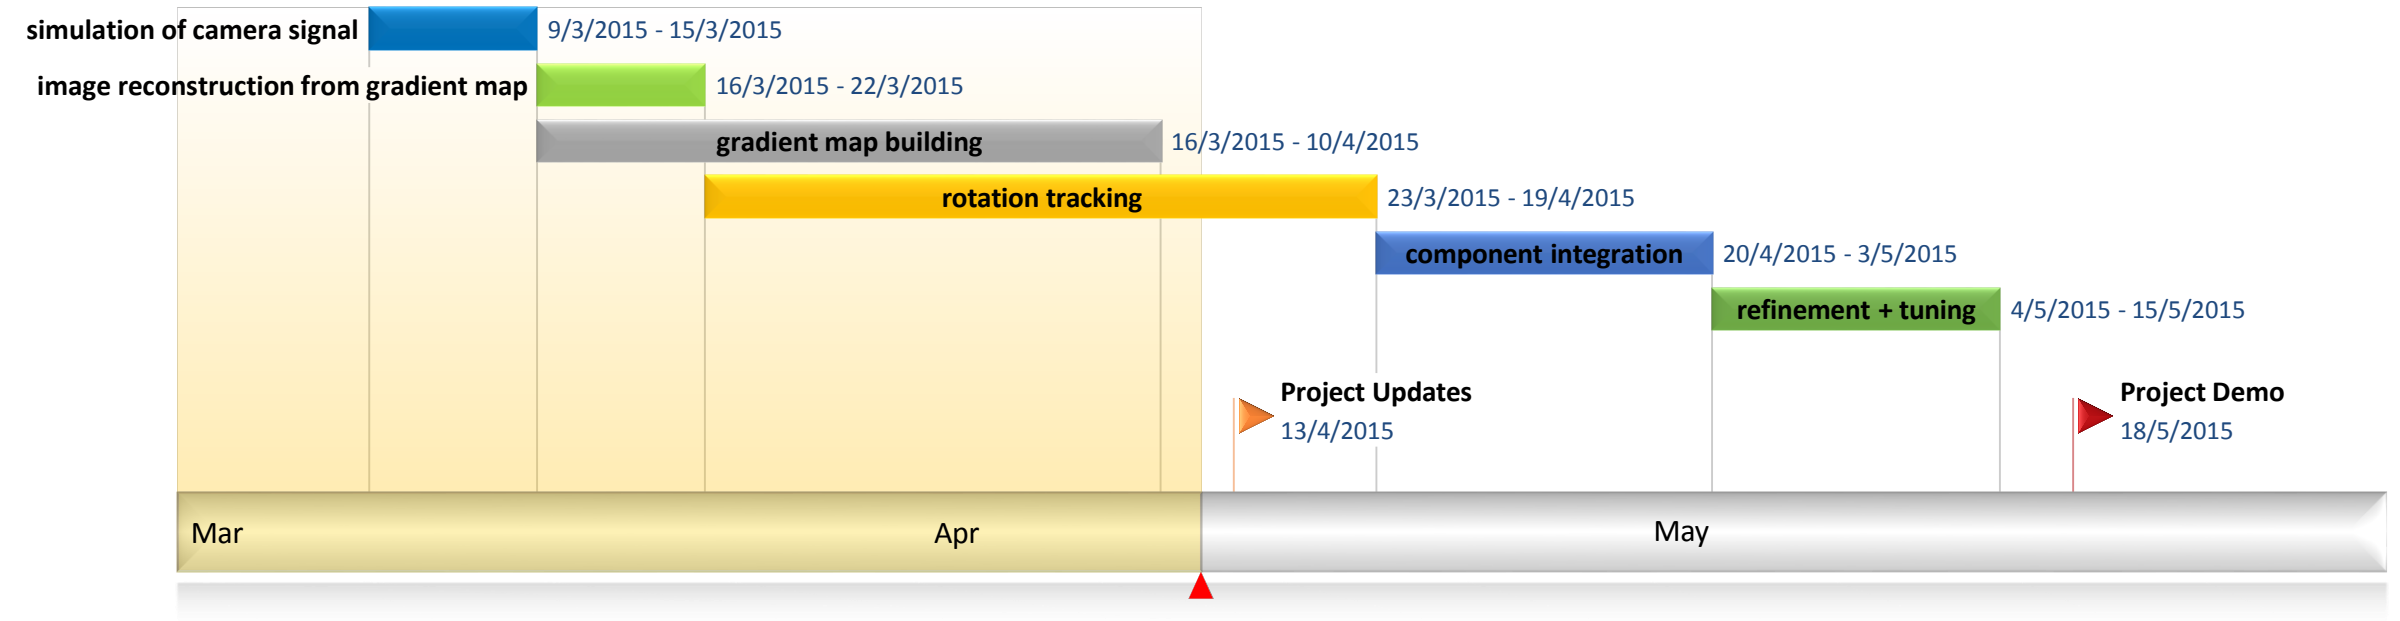 simulation of camera signal 9/3/2015 - 15/3/2015
image reconstruction from gradient map 16/3/2015 - 22/3/2015
gradient map building 16/3/2015 - 10/4/2015
rotation tracking 23/3/2015 - 19/4/2015
component integration 20/4/2015 - 3/5/2015
refinement + tuning 4/5/2015 - 15/5/2015
Project Updates
13/4/2015
Project Demo
18/5/2015
Mar Apr May